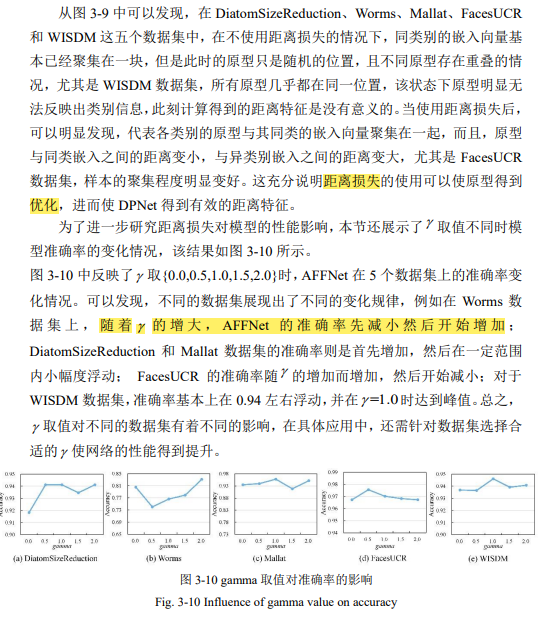 从图 3-9 中可以发现，在 DiatomSizeReduction、Worms、Mallat、FacesUCR
和 WISDM 这五个数据集中，在不使用距离损失的情况下，同类别的嵌入向量基
本已经聚集在一块，但是此时的原型只是随机的位置，且不同原型存在重叠的情
况，尤其是 WISDM 数据集，所有原型几乎都在同一位置，该状态下原型明显无
法反映出类别信息，此刻计算得到的距离特征是没有意义的。当使用距离损失后，
可以明显发现，代表各类别的原型与其同类的嵌入向量聚集在一起，而且，原型
与同类嵌入之间的距离变小，与异类别嵌入之间的距离变大，尤其是 FacesUCR
数据集，样本的聚集程度明显变好。这充分说明距离损失的使用可以使原型得到
优化，进而使 DPNet 得到有效的距离特征。
为了进一步研究距离损失对模型的性能影响，本节还展示了 γ 取值不同时模
型准确率的变化情况，该结果如图 3-10 所示。
图 3-10 中反映了 γ 取{0.0,0.5,1.0,1.5,2.0}时，AFFNet 在 5 个数据集上的准确率变
化情况。可以发现，不同的数据集展现出了不同的变化规律，例如在 Worms 数
据集上，随着 γ 的增大，AFFNet 的准确率先减小然后开始增加；
DiatomSizeReduction 和 Mallat 数据集的准确率则是首先增加，然后在一定范围
内小幅度浮动； FacesUCR 的准确率随 γ 的增加而增加，然后开始减小；对于
WISDM 数据集，准确率基本上在 0.94 左右浮动，并在 γ=1.0 时达到峰值。总之，
γ 取值对不同的数据集有着不同的影响，在具体应用中，还需针对数据集选择合
适的 γ 使网络的性能得到提升。
Accuracy 0.95 0.94 0.93 0.92 0.91 0.90
0.0 0.5 1.0 1.5 2.0
gamma
(a) DiatomSizeReduction
Accuracy 0.83 0.77 0.73 0.69 0.65
0.0 0.5 1.0 1.5 2.0
gamma
(b) Worms
Accuracy 0.98 0.93 0.88 0.83 0.78 0.73
0.0 0.5 1.0 1.5 2.0
gamma
(c) Mallat
Accuracy 0.99 0.97 0.96 0.94
0.0 0.5 1.0 1.5 2.0
gamma
(d) FacesUCR
Accuracy 0.95 0.94 0.93 0.92 0.91 0.90
0.0 0.5 1.0 1.5 2.0
gamma
(e) WISDM
图 3-10 gamma 取值对准确率的影响
Fig. 3-10 Influence of gamma value on accuracy